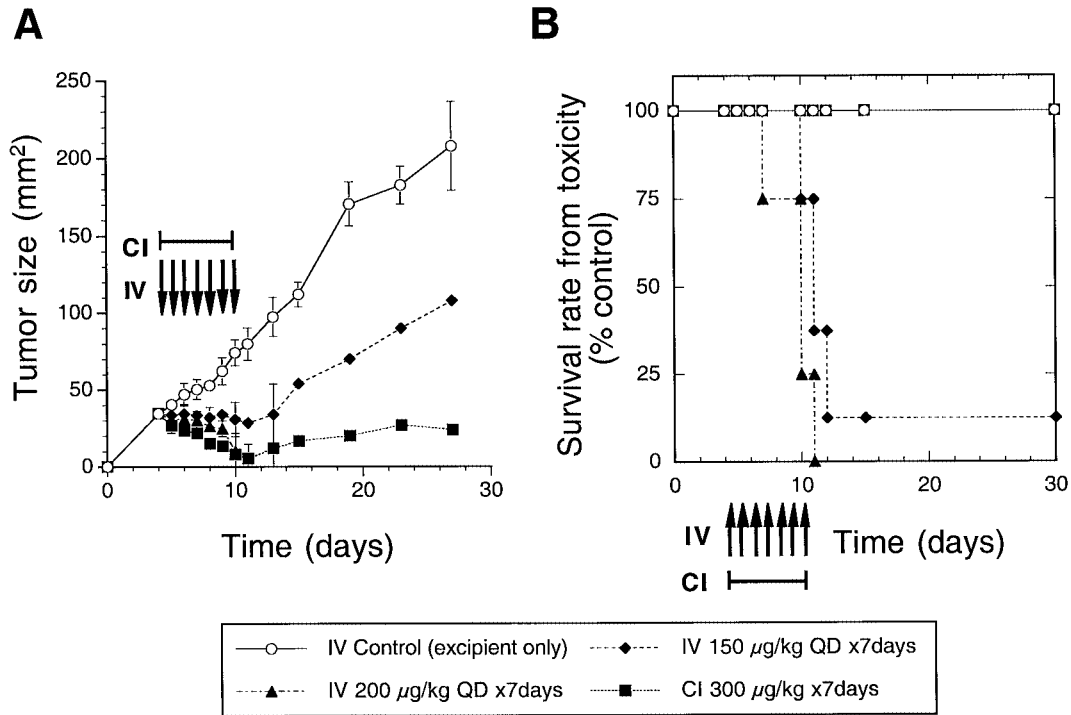 A
B
250
200
150
100
50
0
0
10
20
30
Tumor size (mm²)
CI
IV
Time (days)
100
75
50
25
0
0
10
20
30
Survival rate from toxicity
(% control)
IV
CI
Time (days)
IV Control (excipient only)
IV 150 µg/kg QD x7days
IV 200 µg/kg QD x7days
CI 300 µg/kg x7days